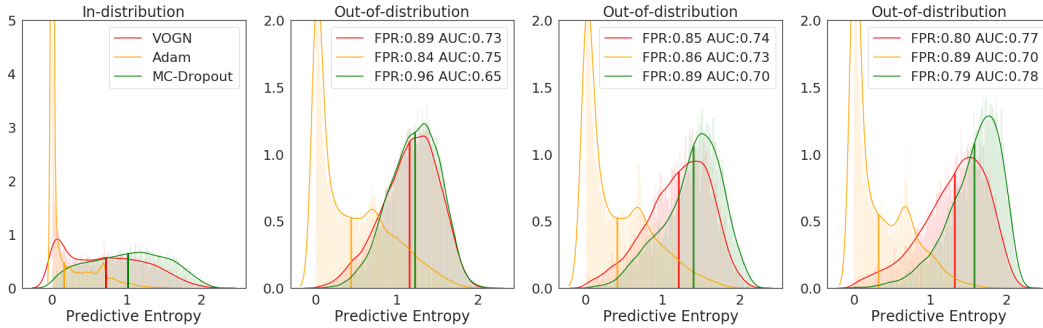 In-distribution
VOGN
Adam
MC-Dropout
5
4
3
2
1
0
0
1
2
Predictive Entropy
Out-of-distribution
FPR:0.89 AUC:0.73
FPR:0.84 AUC:0.75
FPR:0.96 AUC:0.65
2.0
1.5
1.0
0.5
0.0
0
1
2
Predictive Entropy
Out-of-distribution
FPR:0.85 AUC:0.74
FPR:0.86 AUC:0.73
FPR:0.89 AUC:0.70
2.0
1.5
1.0
0.5
0.0
0
1
2
Predictive Entropy
Out-of-distribution
FPR:0.80 AUC:0.77
FPR:0.89 AUC:0.70
FPR:0.79 AUC:0.78
2.0
1.5
1.0
0.5
0.0
0
1
2
Predictive Entropy